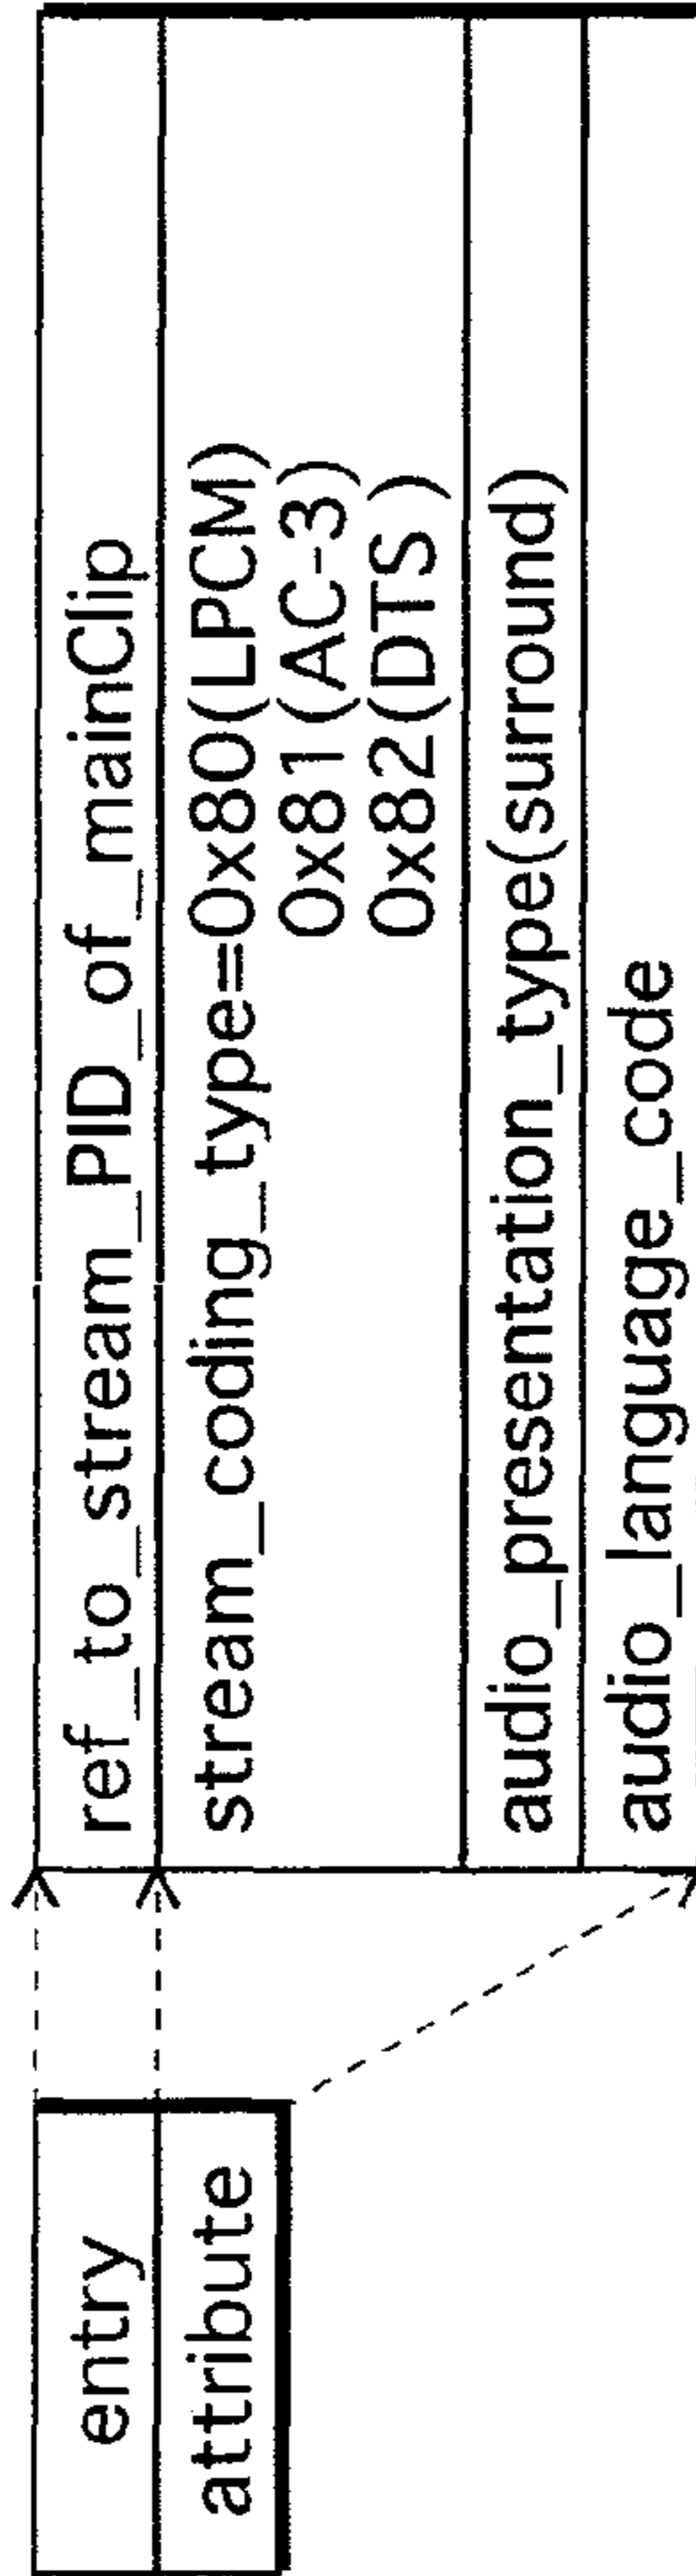 entry
attribute
ref_to_stream_PID_of_mainClip
stream_coding_type=0x80(LPCM)
0x81(AC-3)
0x82(DTS)
audio_presentation_type(surround)
audio_language_code